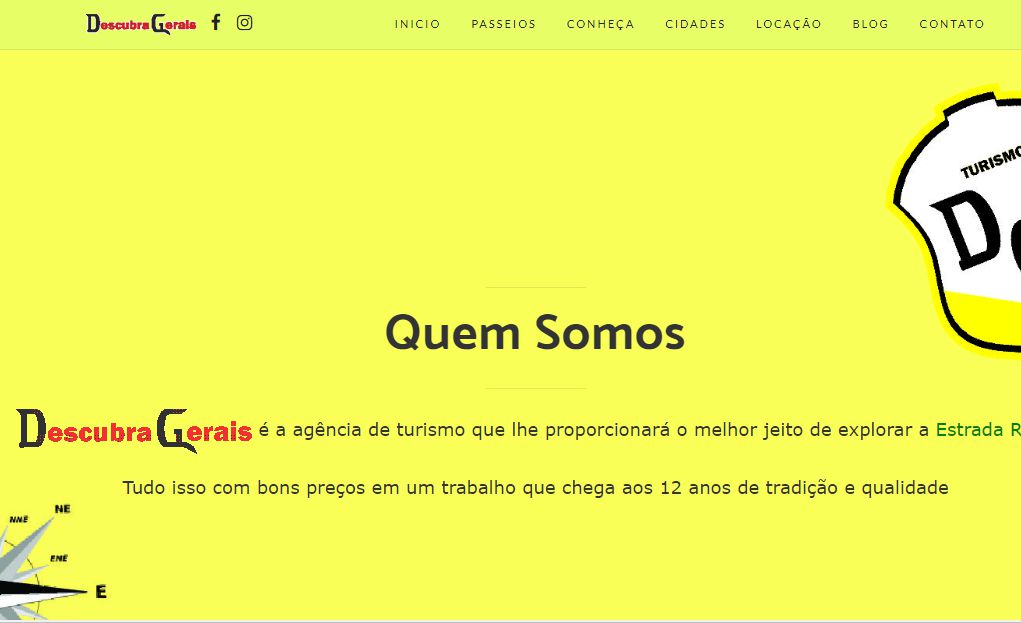 Descubra Gerais
INICIO PASSEIOS CONHEÇA CIDADES LOCAÇÃO BLOG CONTATO
TURISMO
Quem Somos
Descubra Gerais é a agência de turismo que lhe proporcionará o melhor jeito de explorar a Estrada R
Tudo isso com bons preços em um trabalho que chega aos 12 anos de tradição e qualidade
NE
NNE
ENE
E